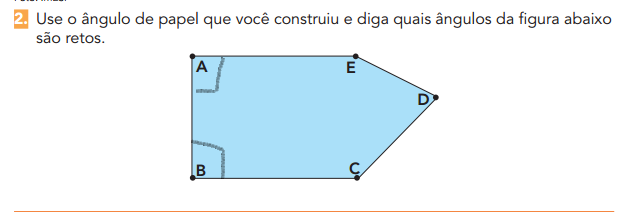 2. Use o ângulo de papel que você construiu e diga quais ângulos da figura abaixo
são retos.
A
E
D
B
C